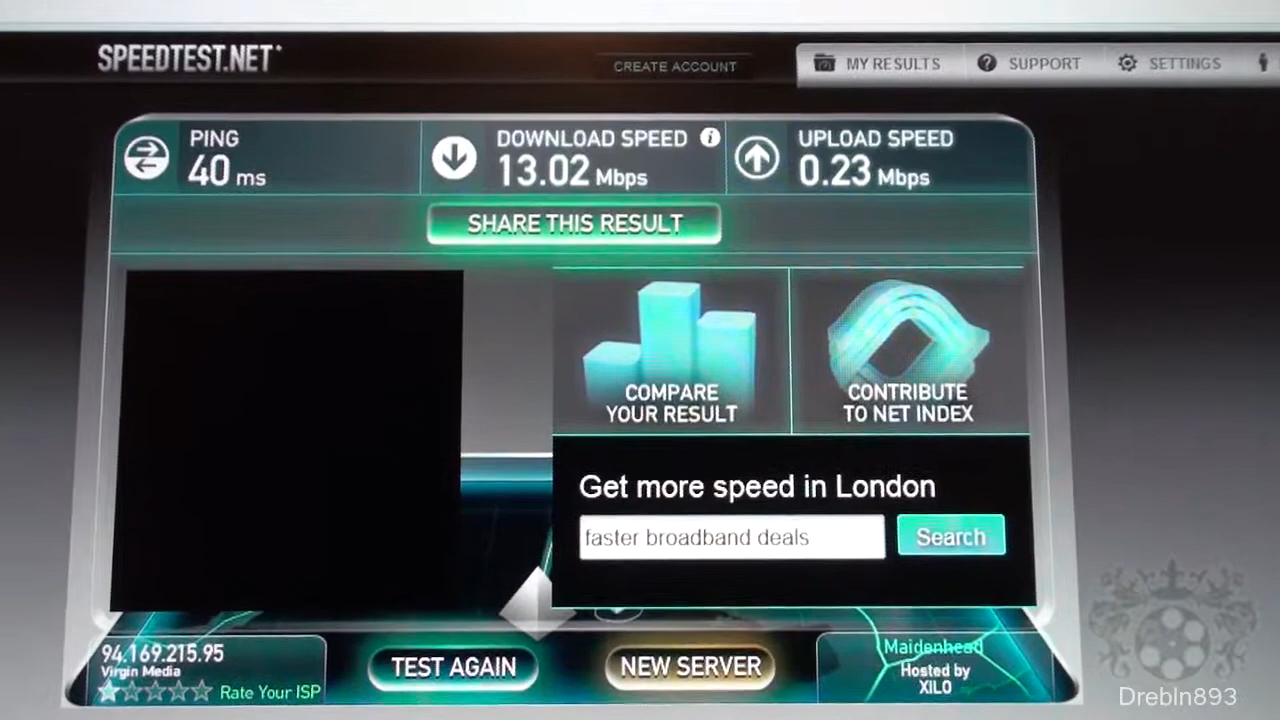 SPEEDTEST.NET
CREATE ACCOUNT
MY RESULTS
SUPPORT
SETTINGS
PING
40 ms
DOWNLOAD SPEED
13.02 Mbps
UPLOAD SPEED
0.23 Mbps
SHARE THIS RESULT
COMPARE
YOUR RESULT
CONTRIBUTE
TO NET INDEX
Get more speed in London
faster broadband deals
Search
94.169.215.95
Virgin Media
Rate Your ISP
TEST AGAIN
NEW SERVER
Maidenhead
Hosted by
XILO
DrebIn893